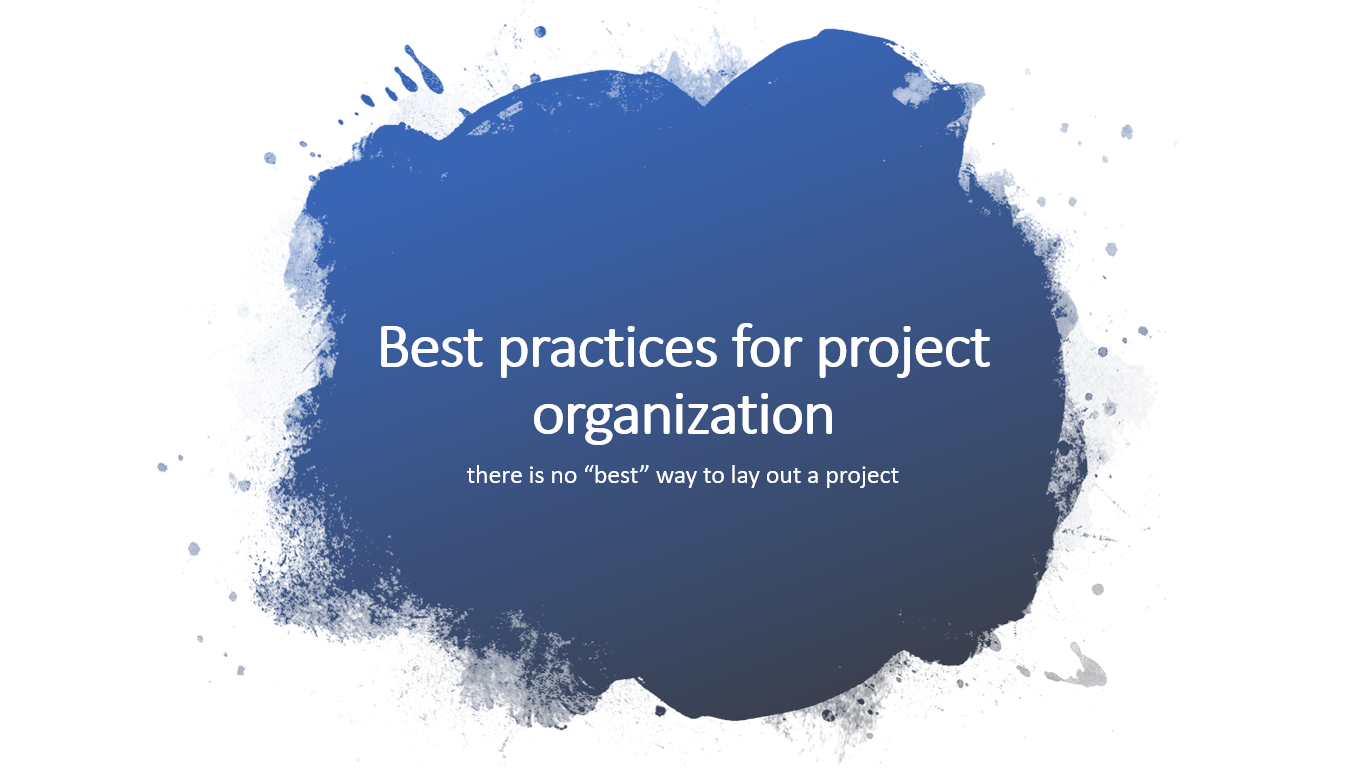 Best practices for project
organization
there is no “best” way to lay out a project